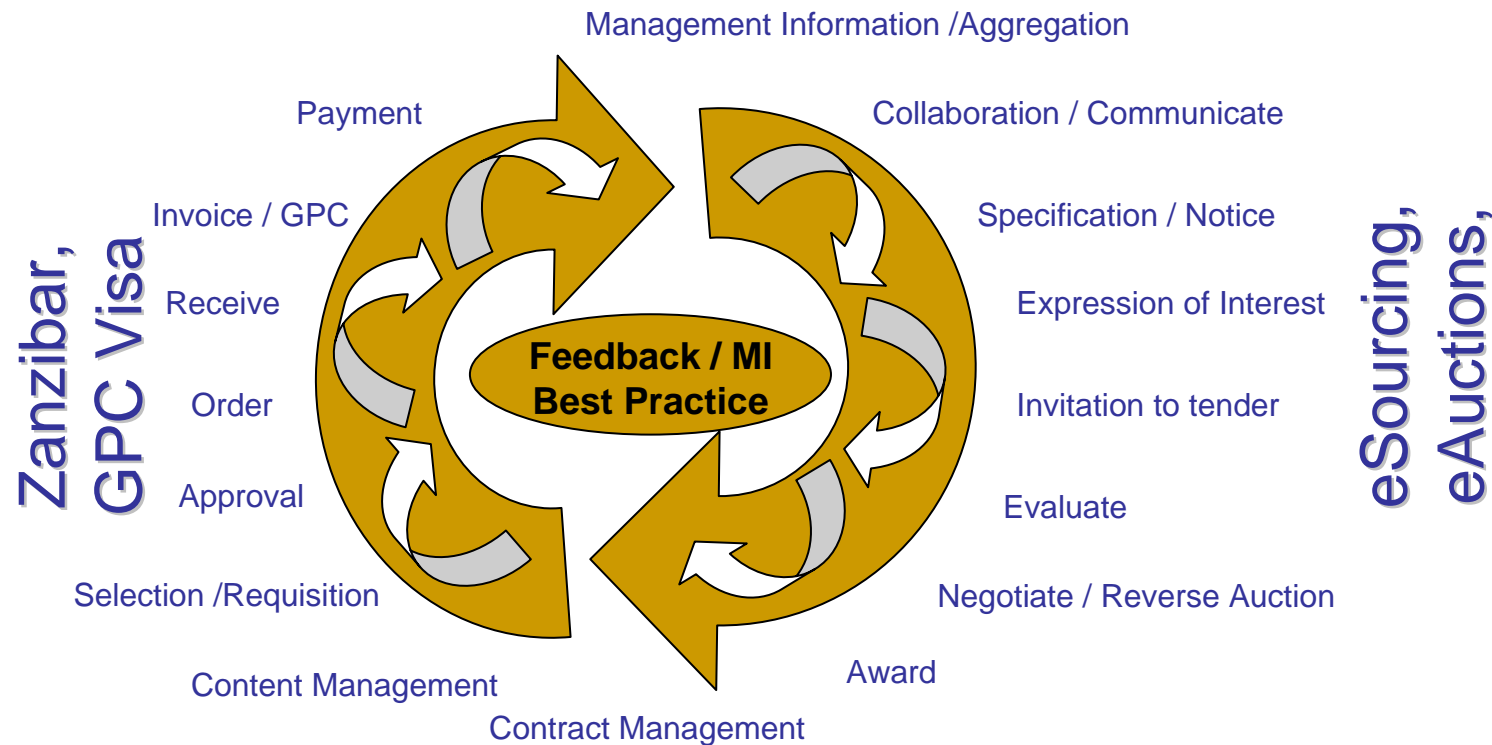 Management Information /Aggregation
Payment
Collaboration / Communicate
Invoice / GPC
Specification / Notice
Receive
Expression of Interest
Order
Invitation to tender
Approval
Evaluate
Selection /Requisition
Negotiate / Reverse Auction
Content Management
Award
Contract Management
Feedback / MI
Best Practice
Zanzibar,
GPC Visa
eSourcing,
eAuctions,